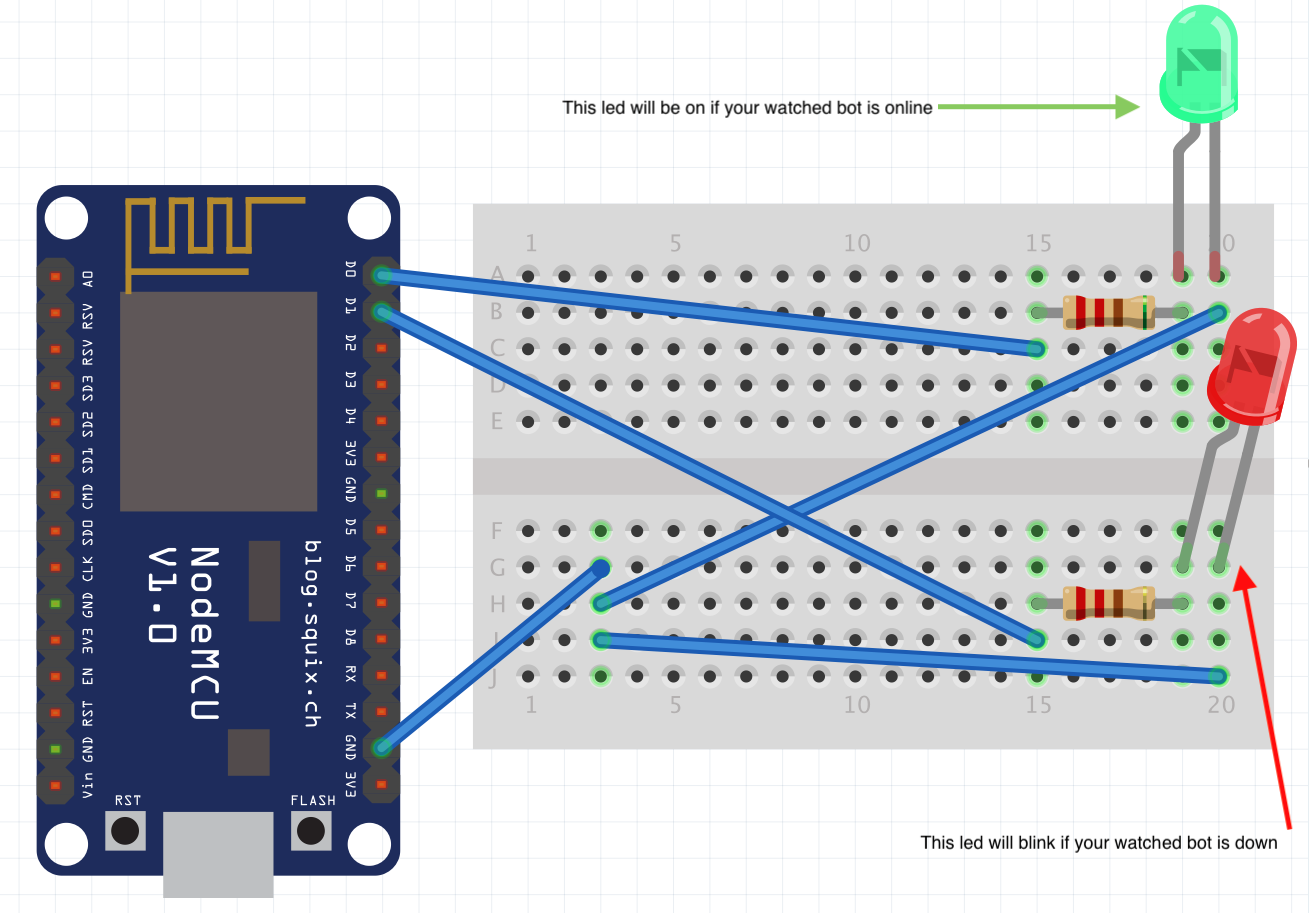 This led will be on if your watched bot is online
A0
RSV
RSV
SD3
SD2
SD1
CMD
SD0
CLK
GND
3V3
EN
RST
GND
Vin
D0
D1
D2
D3
D4
3V3
GND
D5
D6
D7
D8
RX
TX
GND
3V3
NodeMCU
V1.0
blog.squix.ch
RST
FLASH
1 5 10 15 0
A
B
C
D
E
F
G
H
I
J
1 5 10 15 20
This led will blink if your watched bot is down